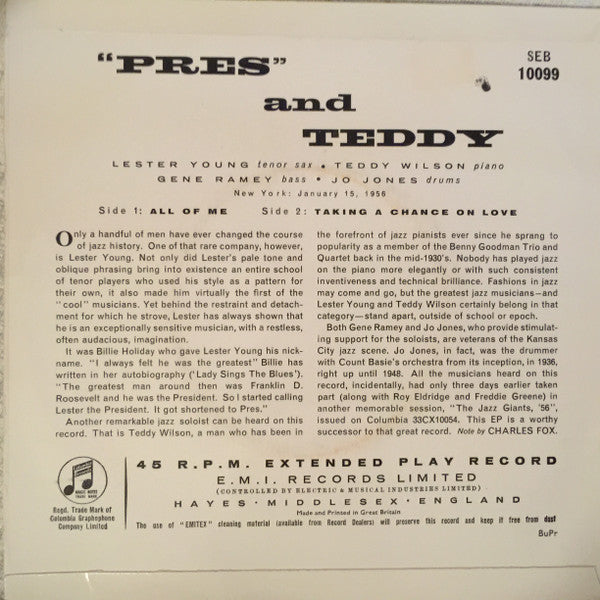 “PRES”
SEB
10099
and
TEDDY
LESTER YOUNG tenor sax • TEDDY WILSON piano
GENE RAMEY bass • JO JONES drums
New York: January 15, 1956
Side 1: ALL OF ME Side 2: TAKING A CHANCE ON LOVE
Only a handful of men have ever changed the course
of jazz history. One of that rare company, however,
is Lester Young. Not only did Lester's pale tone and
oblique phrasing bring into existence an entire school
of tenor players who used his style as a pattern for
their own, it also made him virtually the first of the
“cool” musicians. Yet behind the restraint and detach-
ment for which he strove, Lester has always shown that
he is an exceptionally sensitive musician, with a restless,
often audacious, imagination.
It was Billie Holiday who gave Lester Young his nick-
name. “I always felt he was the greatest” Billie has
written in her autobiography (‘Lady Sings The Blues’).
“The greatest man around then was Franklin D.
Roosevelt and he was the President. So I started calling
Lester the President. It got shortened to Pres.”
Another remarkable jazz soloist can be heard on this
record. That is Teddy Wilson, a man who has been in
the forefront of jazz pianists ever since he sprang to
popularity as a member of the Benny Goodman Trio and
Quartet back in the mid-1930's. Nobody has played jazz
on the piano more elegantly or with such consistent
inventiveness and technical brilliance. Fashions in jazz
may come and go, but the greatest jazz musicians—and
Lester Young and Teddy Wilson certainly belong in that
category—stand apart, outside of school or epoch.
Both Gene Ramey and Jo Jones, who provide stimulat-
ing support for the soloists, are veterans of the Kansas
City jazz scene. Jo Jones, in fact, was the drummer
with Count Basie's orchestra from its inception, in 1936,
right up until 1948. All the musicians heard on this
record, incidentally, had only three days earlier taken
part (along with Roy Eldridge and Freddie Greene) in
another memorable session, “The Jazz Giants, ’56”,
issued on Columbia 33CX10054. This EP is a worthy
successor to that great record. Note by CHARLES FOX.
MAGIC NOTES
TRADE MARK
Regd. Trade Mark of
Columbia Graphophone
Company Limited
45 R.P.M. EXTENDED PLAY RECORD
E.M.I. RECORDS LIMITED
(CONTROLLED BY ELECTRIC & MUSICAL INDUSTRIES LIMITED)
HAYES • MIDDLESEX • ENGLAND
Made and Printed in Great Britain
The use of “EMITEX” cleaning material (available from Record Dealers) will preserve this record and keep it free from dust
BuPr